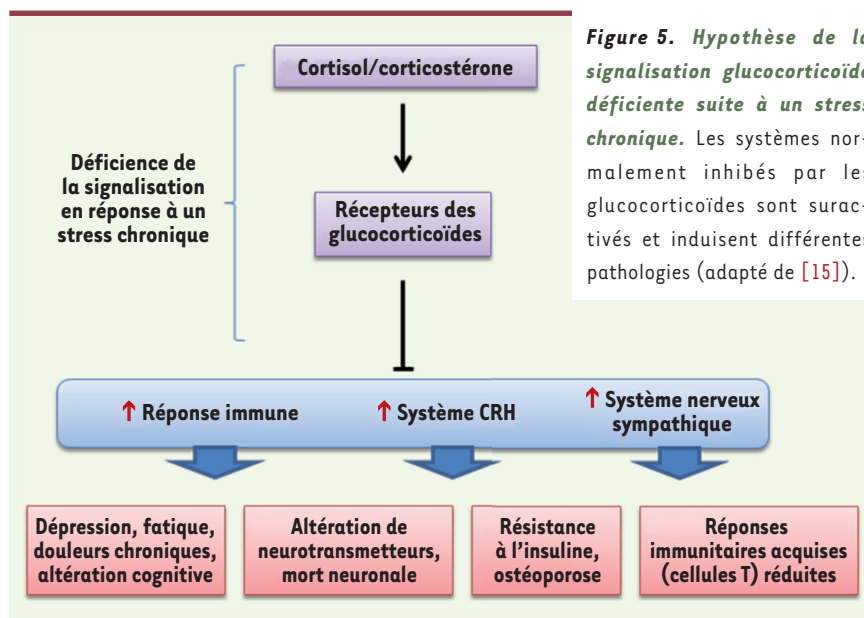 Cortisol/corticostérone
Déficience de
la signalisation
en réponse à un
stress chronique
Récepteurs des
glucocorticoïdes
↑ Réponse immune
↑ Système CRH
↑ Système nerveux
sympathique
Dépression, fatique,
douleurs chroniques,
altération cognitive
Altération de
neurotransmetteurs,
mort neuronale
Résistance
à l'insuline,
ostéoporose
Réponses
immunitaires acquises
(cellules T) réduites
Figure 5. Hypothèse de la
signalisation glucocorticoïde
déficiente suite à un stress
chronique. Les systèmes nor-
malement inhibés par les
glucocorticoïdes sont surac-
tivés et induisent différentes
pathologies (adapté de [15]).